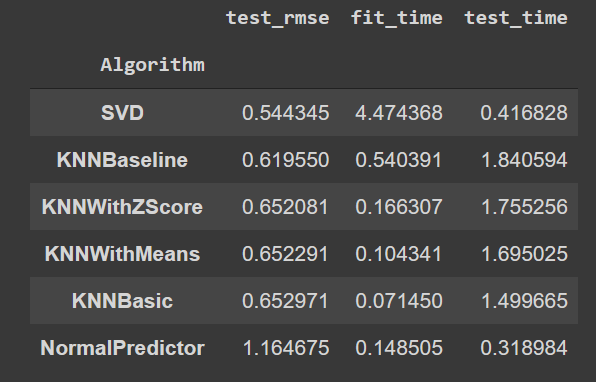 test_rmse fit_time test_time
Algorithm
SVD 0.544345 4.474368 0.416828
KNNBaseline 0.619550 0.540391 1.840594
KNNWithZScore 0.652081 0.166307 1.755256
KNNWithMeans 0.652291 0.104341 1.695025
KNNBasic 0.652971 0.071450 1.499665
NormalPredictor 1.164675 0.148505 0.318984